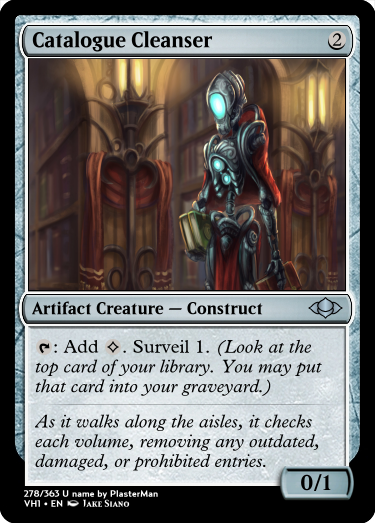 Catalogue Cleanser 2
Artifact Creature — Construct
: Add . Surveil 1. (Look at the
top card of your library. You may put
that card into your graveyard.)
As it walks along the aisles, it checks
each volume, removing any outdated,
damaged, or prohibited entries.
0/1
278/363 U name by PlasterMan
VH1 • EN Jake Siano